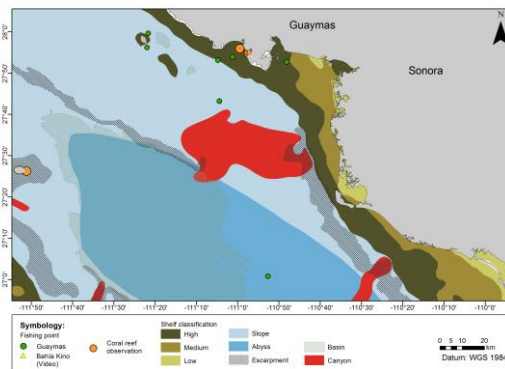 Guaymas
N
Sonora
28°0'
27°50'
27°40'
27°30'
27°20'
27°10'
27°0'
-111°50' -111°40' -111°30' -111°20' -111°10' -111°0' -110°50' -110°40' -110°30' -110°20' -110°10' -110°0'
Symbology:
Fishing point
Guaymas
Bahia Kino
(Video)
Coral reef
observation
Shelf classification
High
Medium
Low
Slope
Abyss
Escarpment
Basin
Canyon
0 5 10 20
km
Datum: WGS 1984